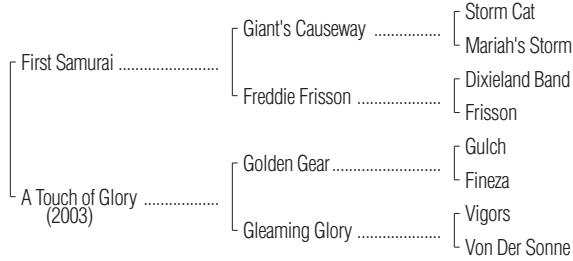 Storm Cat
Giant's Causeway ..................
Mariah's Storm
First Samurai ...........................
Dixieland Band
Freddie Frisson ......................
Frisson
Gulch
Golden Gear.............................
Fineza
A Touch of Glory ....................
(2003)
Vigors
Gleaming Glory ......................
Von Der Sonne